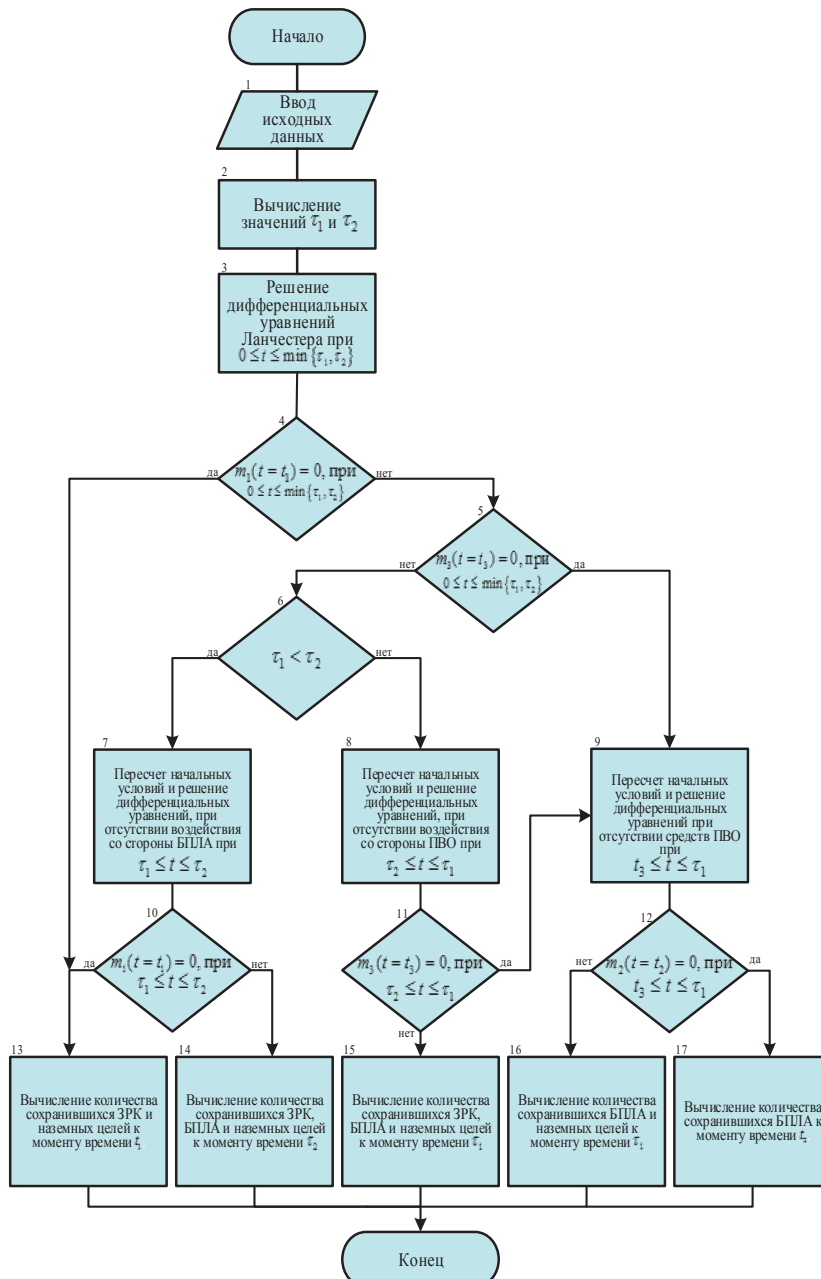 Начало
1
Ввод
исходных
данных
2
Вычисление
значений τ₁ и τ₂
3
Решение
дифференциальных
уравнений
Ланчестера при
0 ≤ t ≤ min{τ₁, τ₂}
4
да
m₁(t = t₁) = 0, при
0 ≤ t ≤ min{τ₁, τ₂}
нет
5
нет
m₃(t = t₃) = 0, при
0 ≤ t ≤ min{τ₁, τ₂}
да
6
да
τ₁ < τ₂
нет
7
Пересчет начальных
условий и решение
дифференциальных
уравнений, при
отсутствии воздействия
со стороны БПЛА при
τ₁ ≤ t ≤ τ₂
8
Пересчет начальных
условий и решение
дифференциальных
уравнений, при
отсутствии воздействия
со стороны ПВО при
τ₂ ≤ t ≤ τ₁
9
Пересчет начальных
условий и решение
дифференциальных
уравнений при
отсутствии средств ПВО
при
t₃ ≤ t ≤ τ₁
10
да
m₁(t = t₁) = 0, при
τ₁ ≤ t ≤ τ₂
нет
11
m₃(t = t₃) = 0, при
τ₂ ≤ t ≤ τ₁
да
нет
12
нет
m₂(t = t₂) = 0, при
t₃ ≤ t ≤ τ₁
да
13
Вычисление количества
сохранившихся ЗРК и
наземных целей к
моменту времени t₁
14
Вычисление количества
сохранившихся ЗРК,
БПЛА и наземных целей
к моменту времени τ₂
15
Вычисление количества
сохранившихся ЗРК,
БПЛА и наземных целей
к моменту времени τ₁
16
Вычисление количества
сохранившихся БПЛА и
наземных целей к
моменту времени τ₁
17
Вычисление количества
сохранившихся БПЛА к
моменту времени t₂
Конец